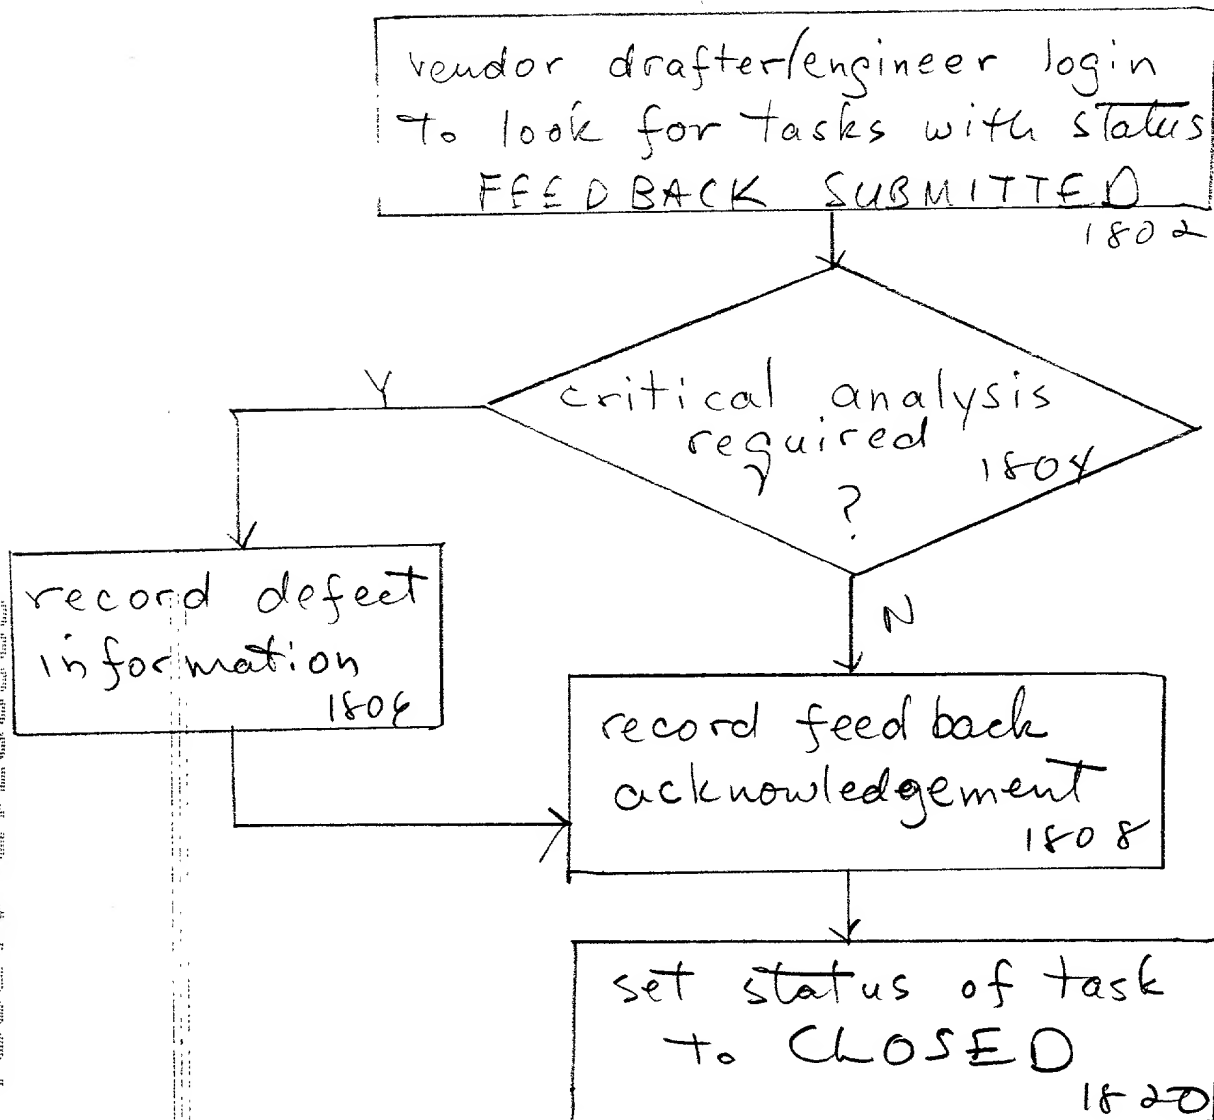 vendor drafter/engineer login
to look for tasks with status
FEEDBACK SUBMITTED
1802
Y
critical analysis
required
1804
?
record defect
information
1806
N
record feedback
acknowledgement
1808
set status of task
to CLOSED
1820